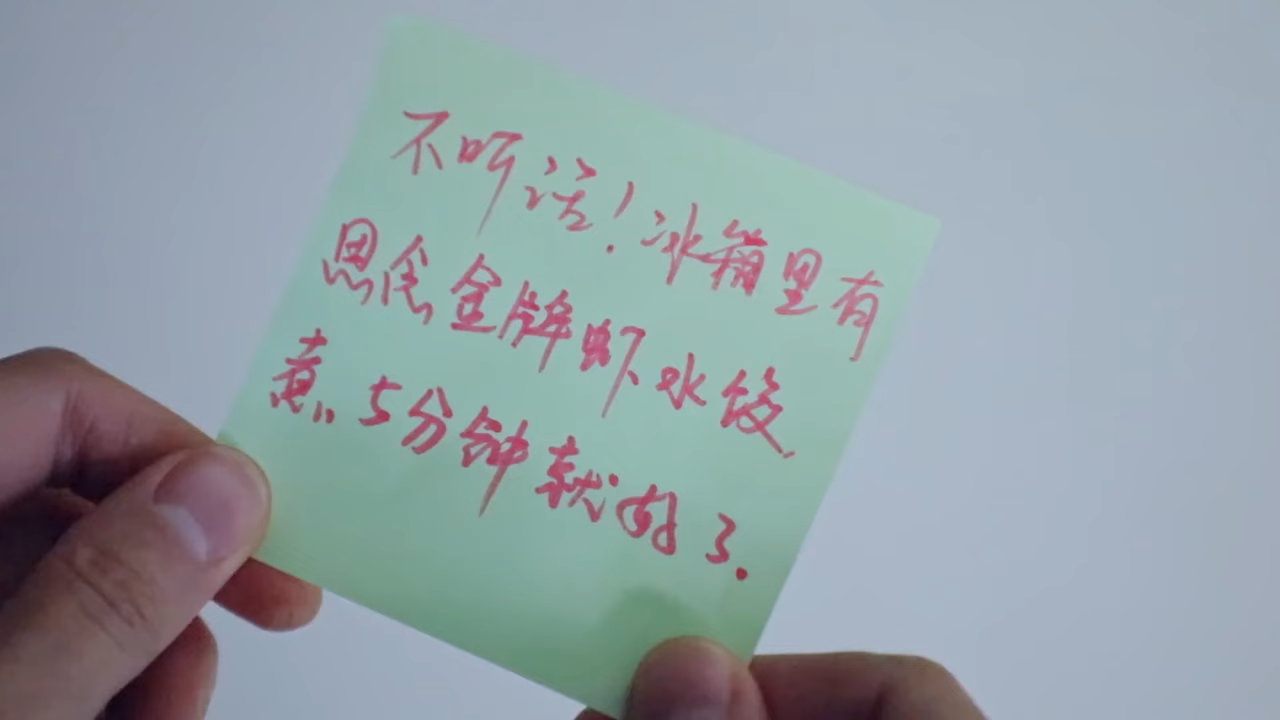 不听话！冰箱里有
思念金牌虾水饺
煮5分钟就好了.